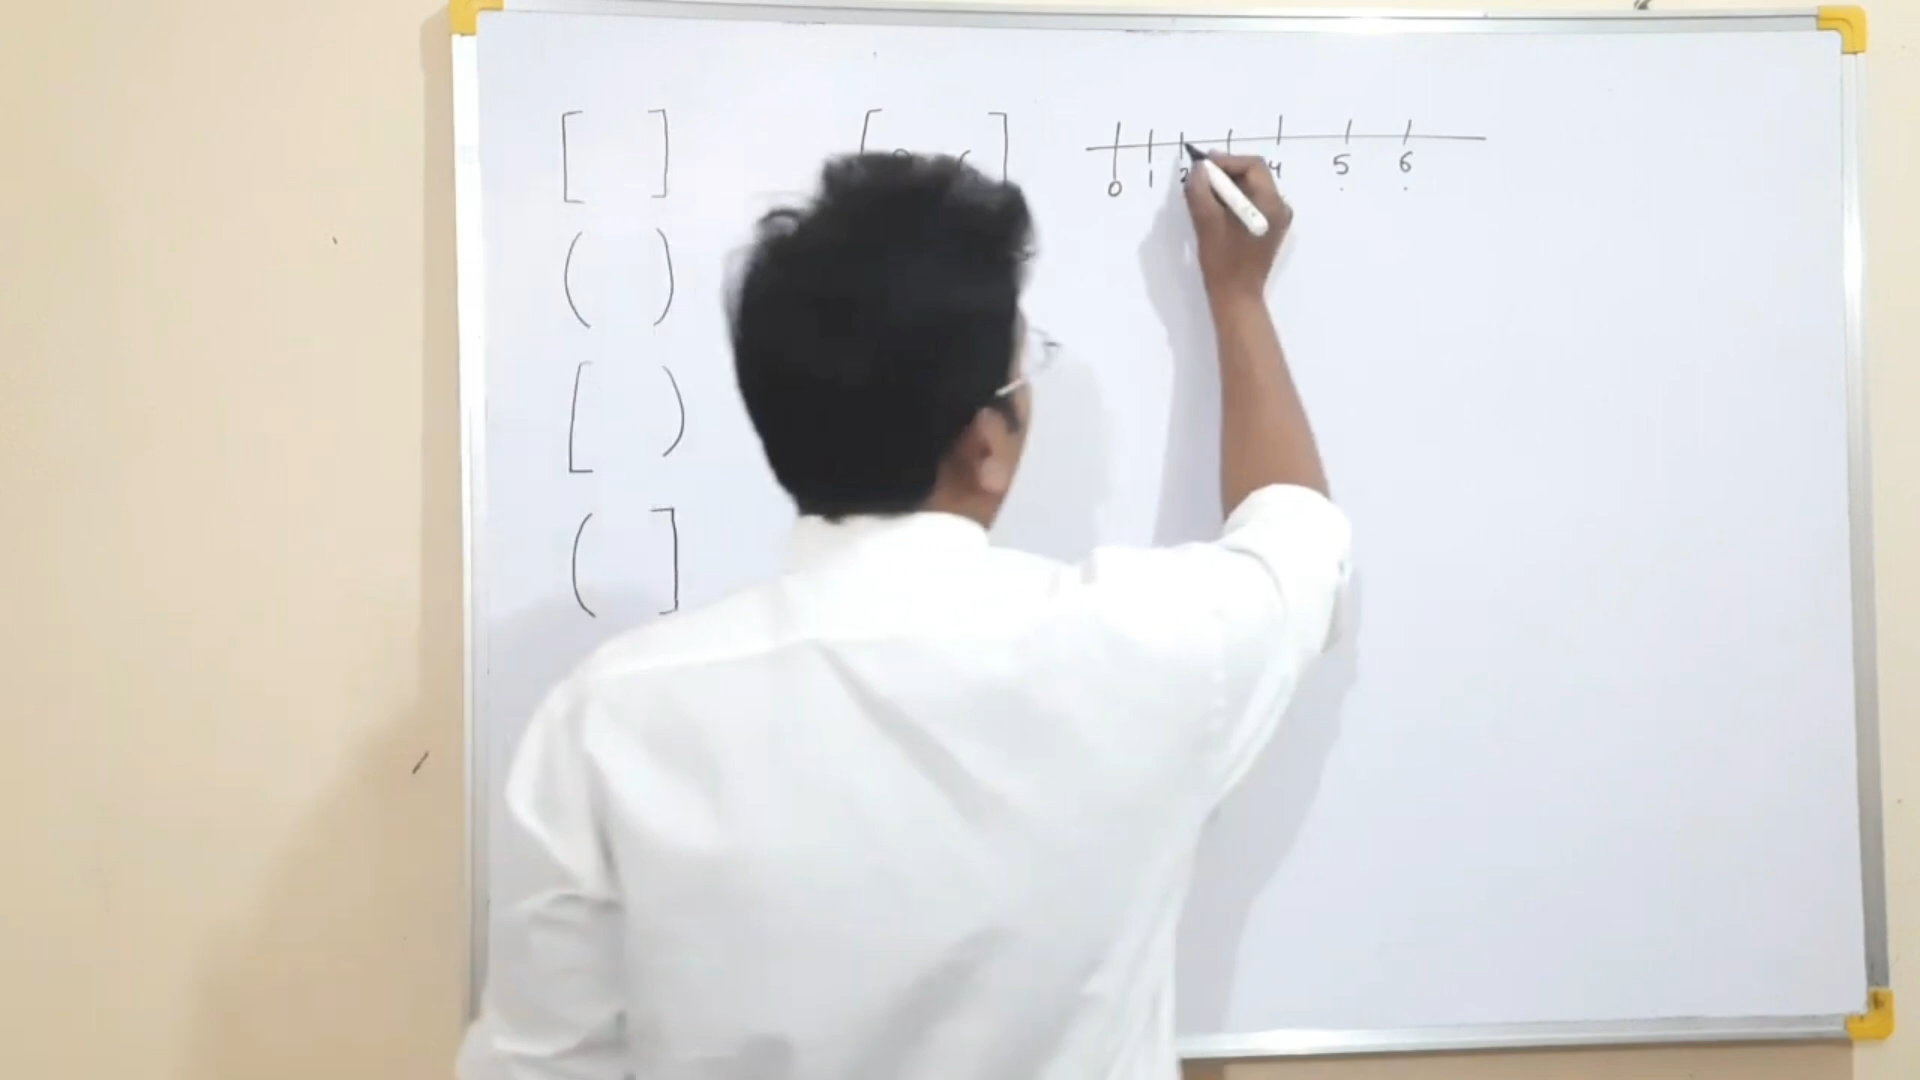 [ ] [ ]
0 1 2 4 5 6
( )
[ )
( ]